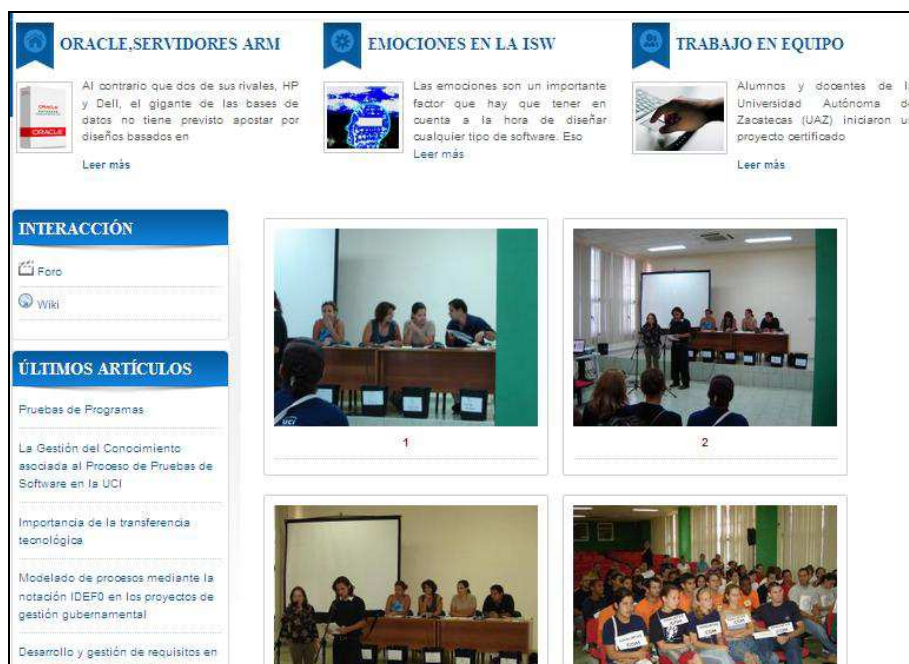 ORACLE,SERVIDORES ARM
Al contrario que dos de sus rivales, HP
y Dell, el gigante de las bases de
datos no tiene previsto apostar por
diseños basados en
Leer más
ORACLE
EMOCIONES EN LA ISW
Las emociones son un importante
factor que hay que tener en
cuenta a la hora de diseñar
cualquier tipo de software. Eso
Leer más
TRABAJO EN EQUIPO
Alumnos y docentes de
Universidad Autónoma
Zacatecas (UAZ) iniciaron
proyecto certificado
Leer más
INTERACCIÓN
Foro
Wiki
ÚLTIMOS ARTÍCULOS
Pruebas de Programas
La Gestión del Conocimiento
asociada al Proceso de Pruebas de
Software en la UCI
Importancia de la transferencia
tecnológica
Modelado de procesos mediante la
notación IDEF0 en los proyectos de
gestión gubernamental
Desarrollo y gestión de requisitos en
UCI
1
2